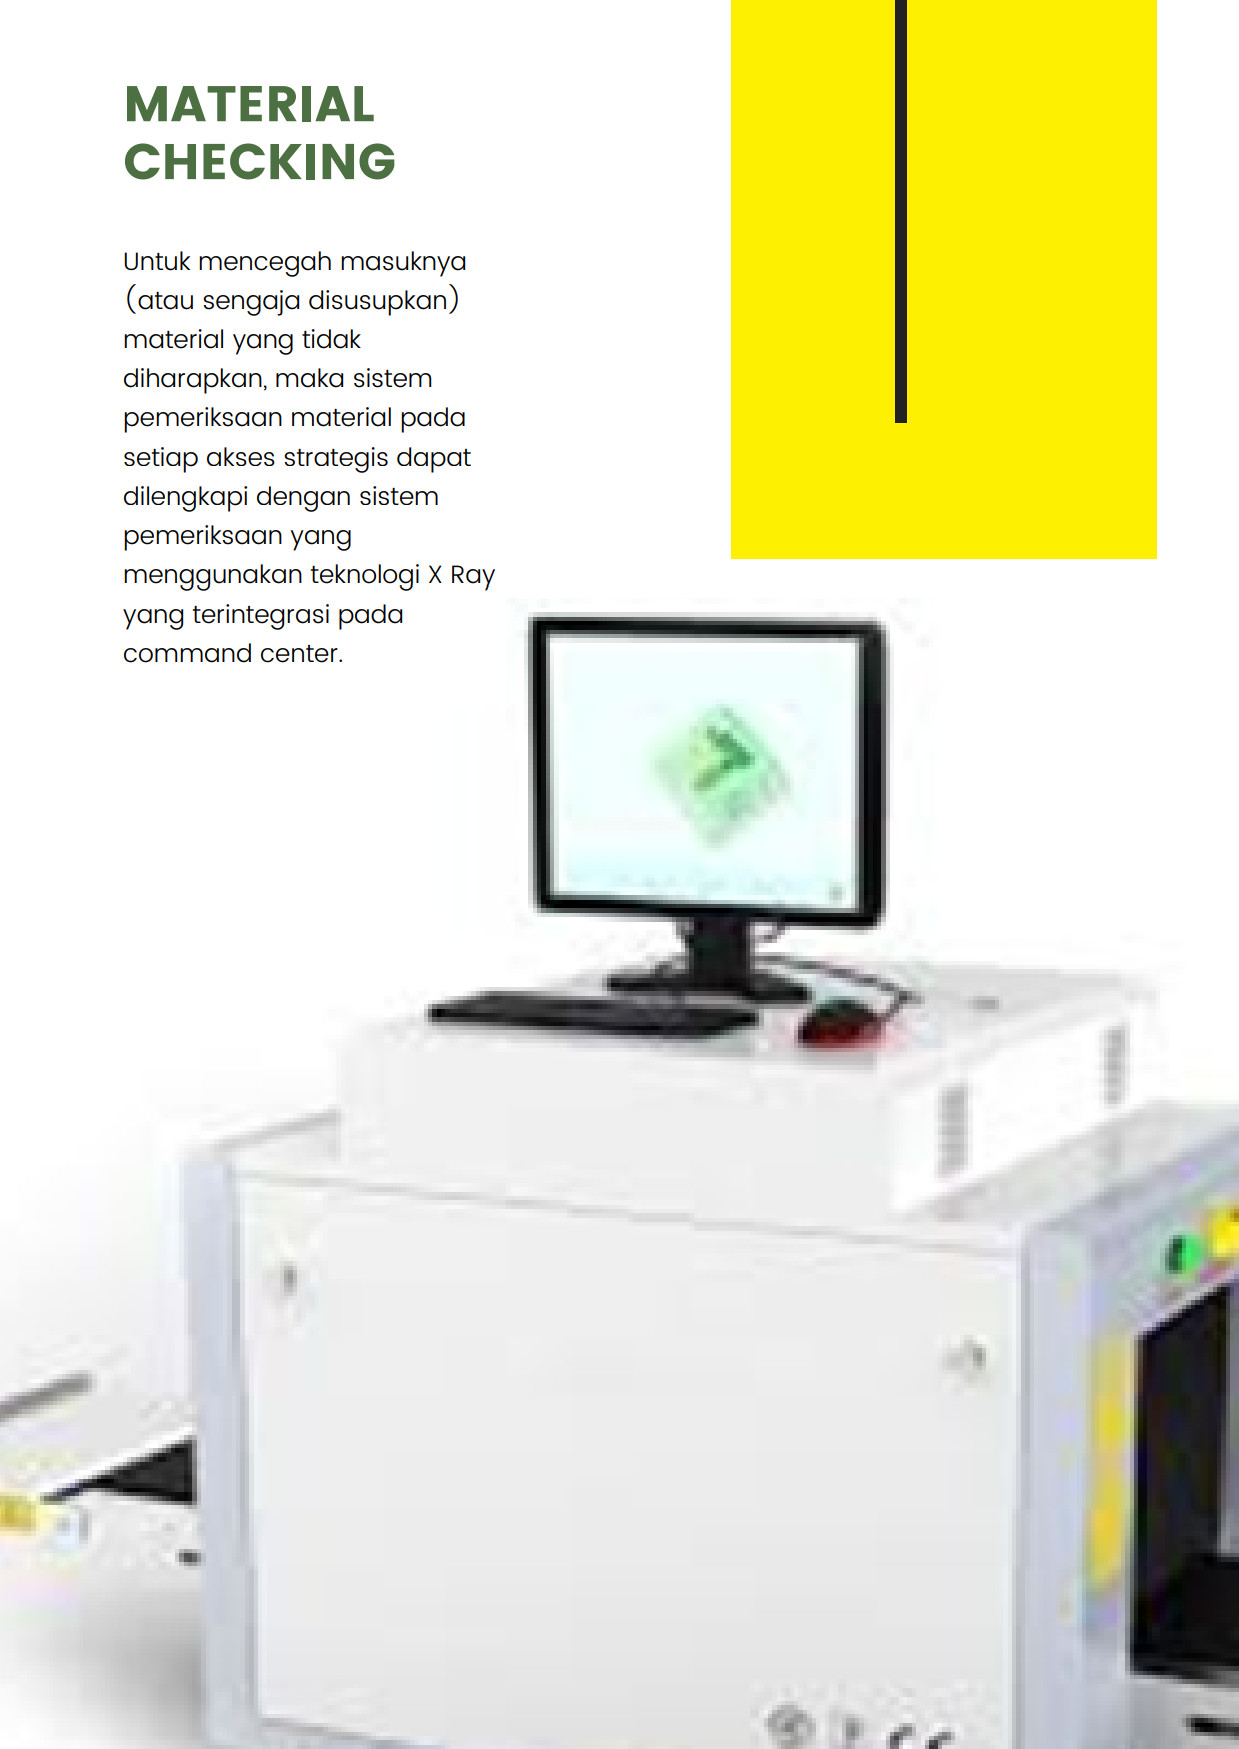 MATERIAL
CHECKING
Untuk mencegah masuknya
(atau sengaja disusupkan)
material yang tidak
diharapkan, maka sistem
pemeriksaan material pada
setiap akses strategis dapat
dilengkapi dengan sistem
pemeriksaan yang
menggunakan teknologi X Ray
yang terintegrasi pada
command center.